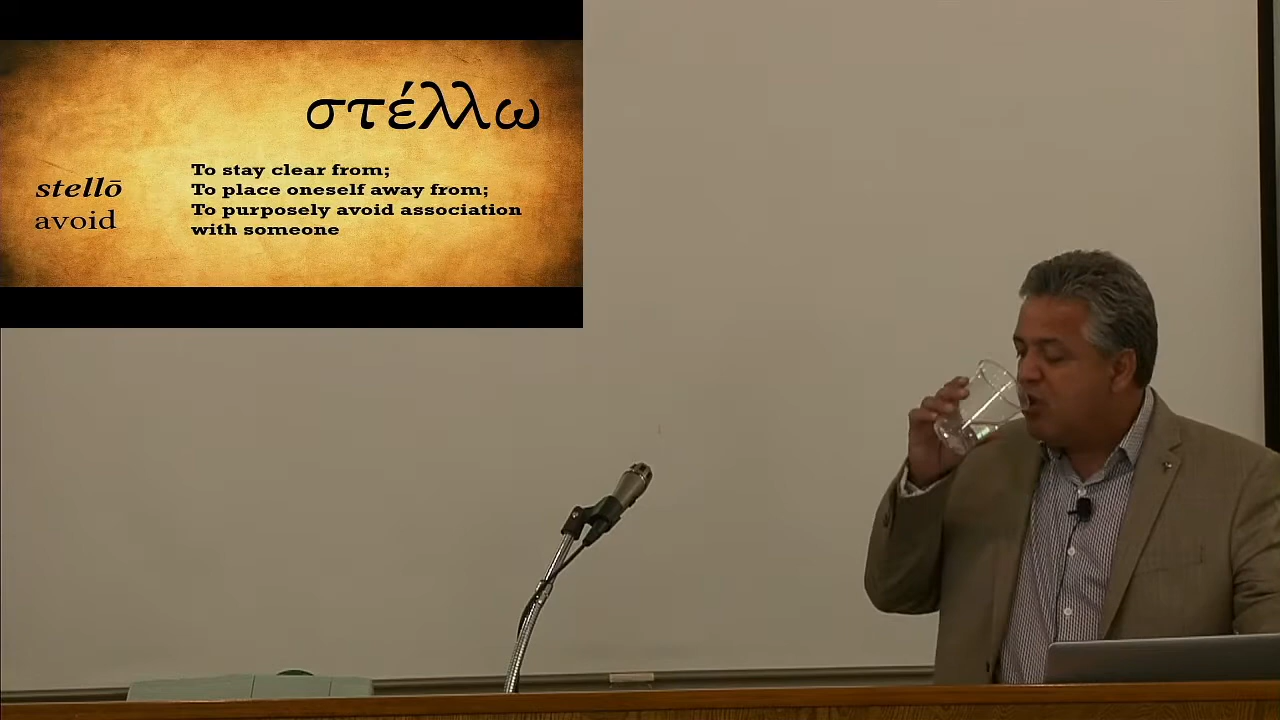 στέλλω
stellō
avoid
To stay clear from;
To place oneself away from;
To purposely avoid association
with someone